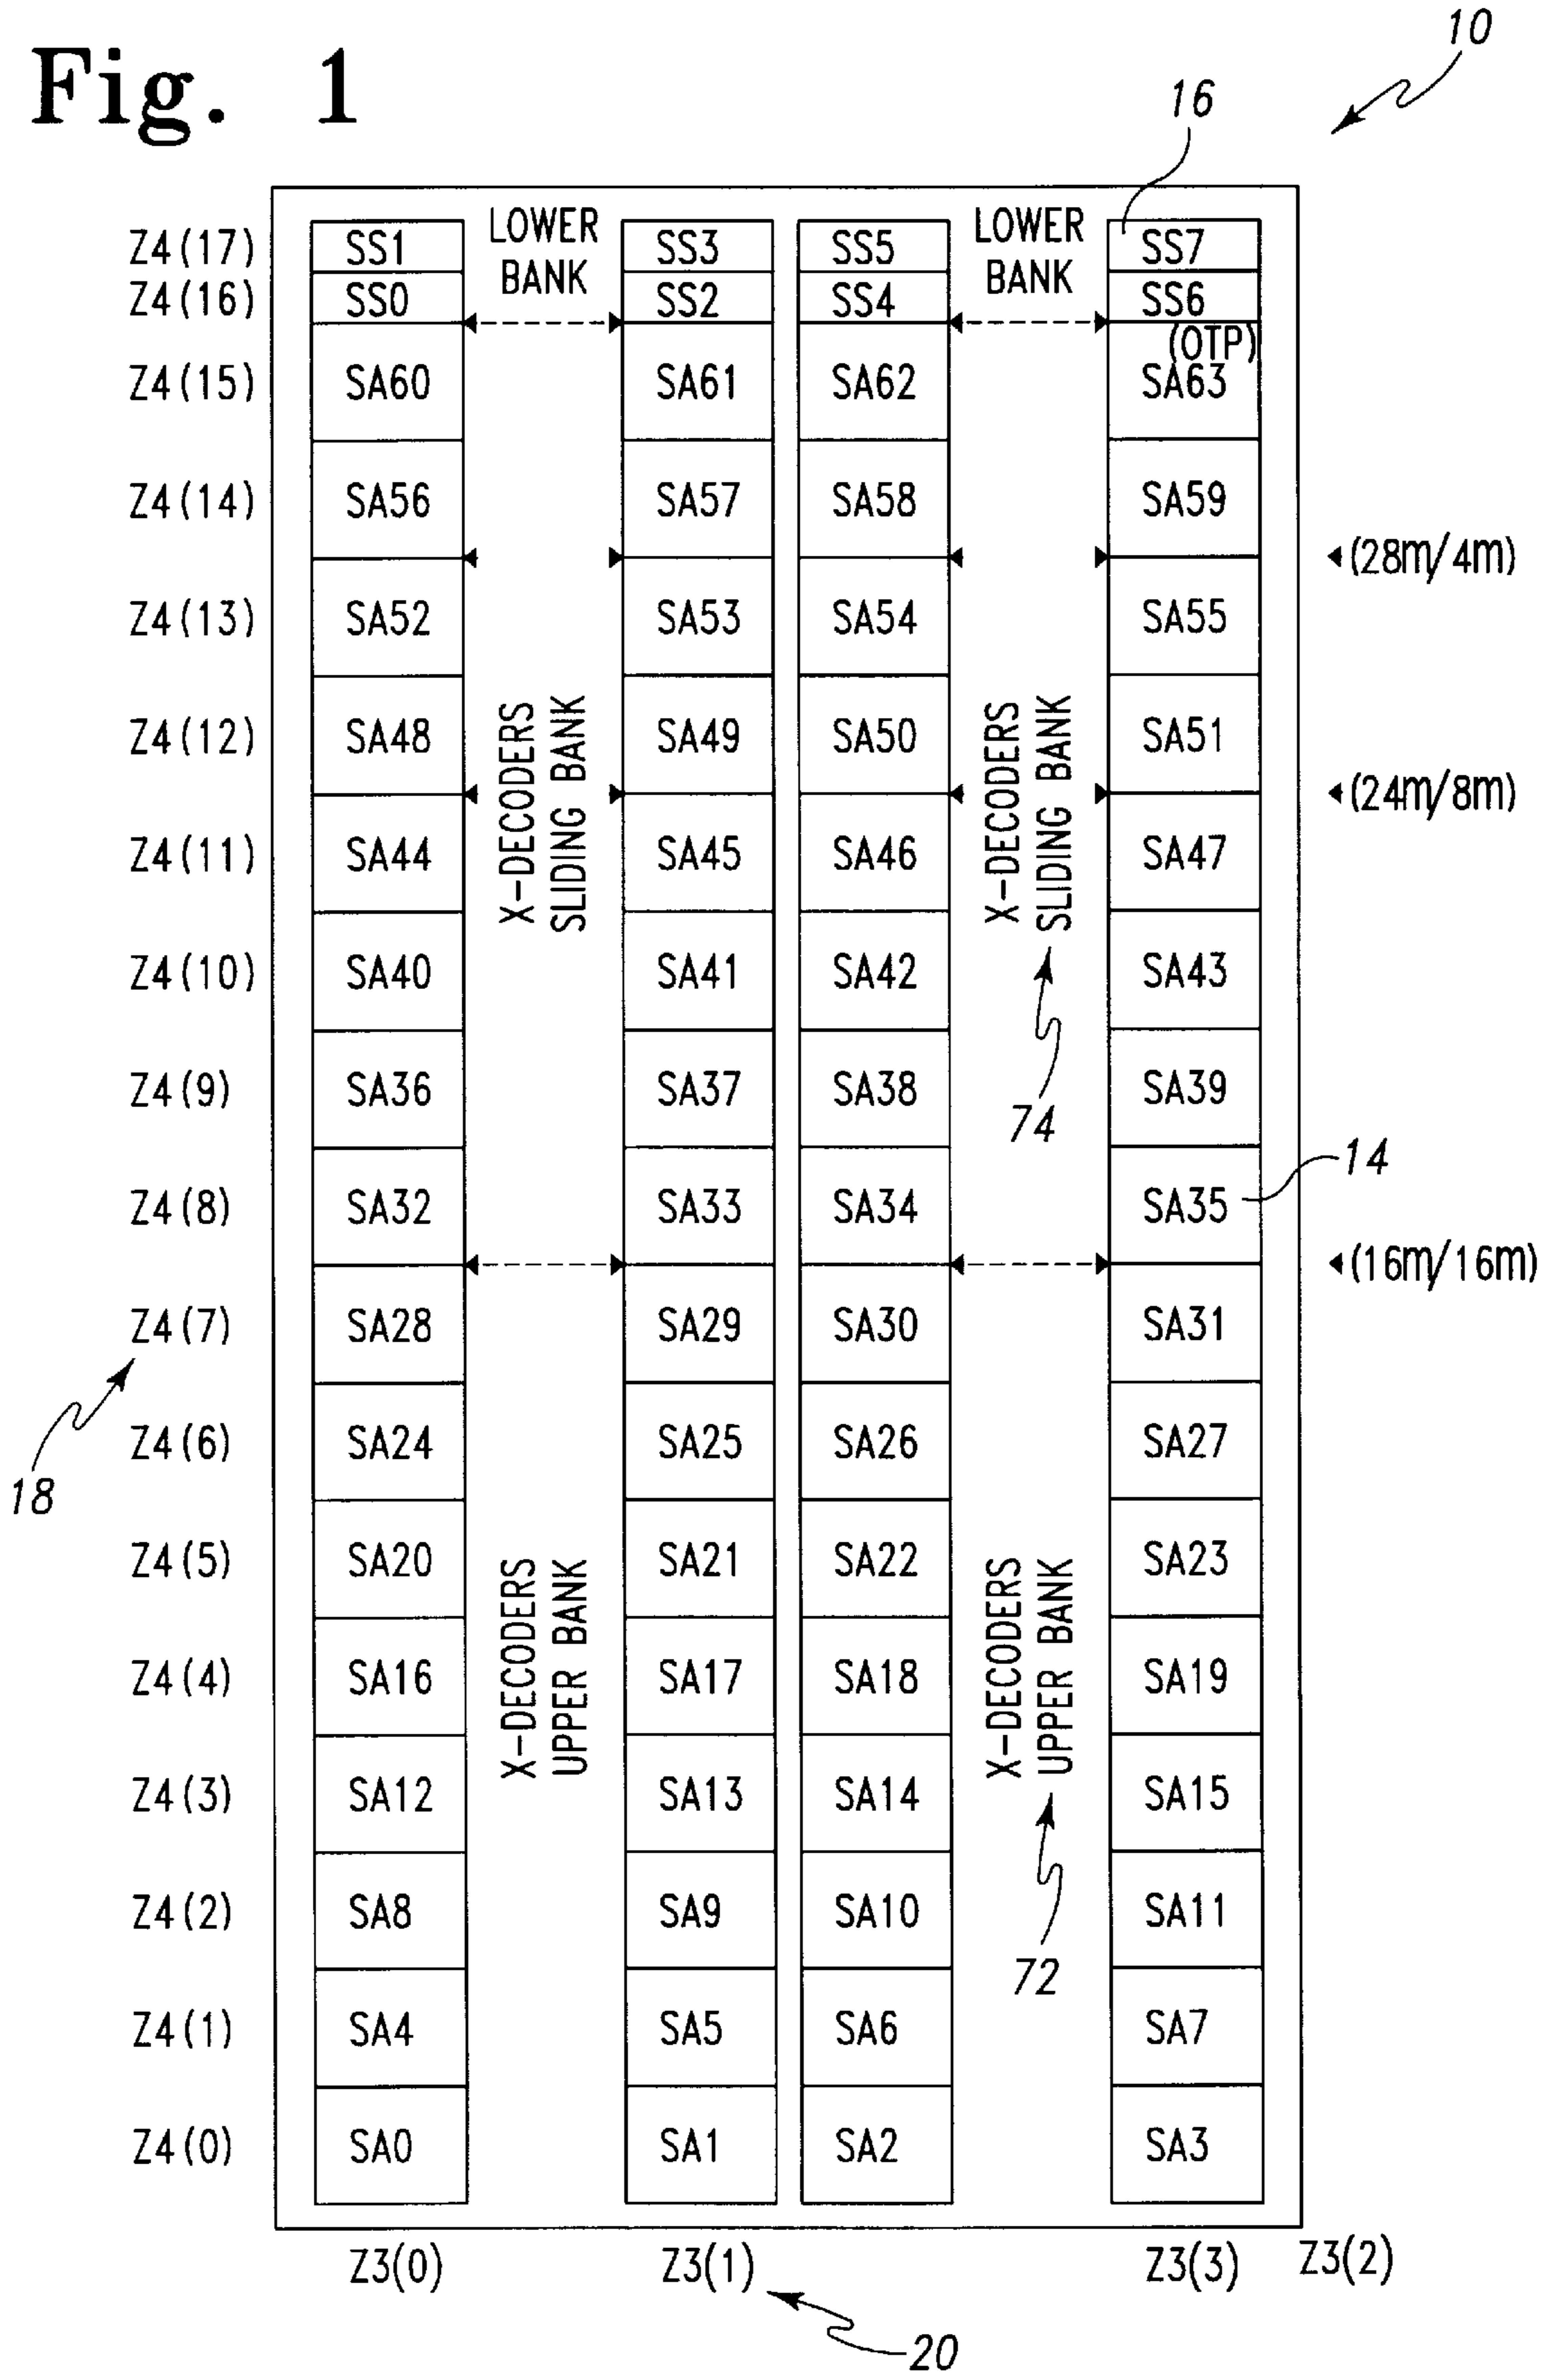 Fig. 1
10
16
LOWER BANK LOWER BANK
Z4(17) SS1 SS3 SS5 SS7
Z4(16) SS0 SS2 SS4 SS6
(OTP)
Z4(15) SA60 SA61 SA62 SA63
Z4(14) SA56 SA57 SA58 SA59
(28m/4m)
Z4(13) SA52 SA53 SA54 SA55
Z4(12) SA48 SA49 SA50 SA51
(24m/8m)
X-DECODERS
SLIDING BANK
X-DECODERS
SLIDING BANK
Z4(11) SA44 SA45 SA46 SA47
Z4(10) SA40 SA41 SA42 SA43
74
Z4(9) SA36 SA37 SA38 SA39
14
Z4(8) SA32 SA33 SA34 SA35
(16m/16m)
Z4(7) SA28 SA29 SA30 SA31
Z4(6) SA24 SA25 SA26 SA27
18
Z4(5) SA20 SA21 SA22 SA23
X-DECODERS
UPPER BANK
X-DECODERS
UPPER BANK
Z4(4) SA16 SA17 SA18 SA19
Z4(3) SA12 SA13 SA14 SA15
Z4(2) SA8 SA9 SA10 SA11
72
Z4(1) SA4 SA5 SA6 SA7
Z4(0) SA0 SA1 SA2 SA3
Z3(0) Z3(1) Z3(3) Z3(2)
20